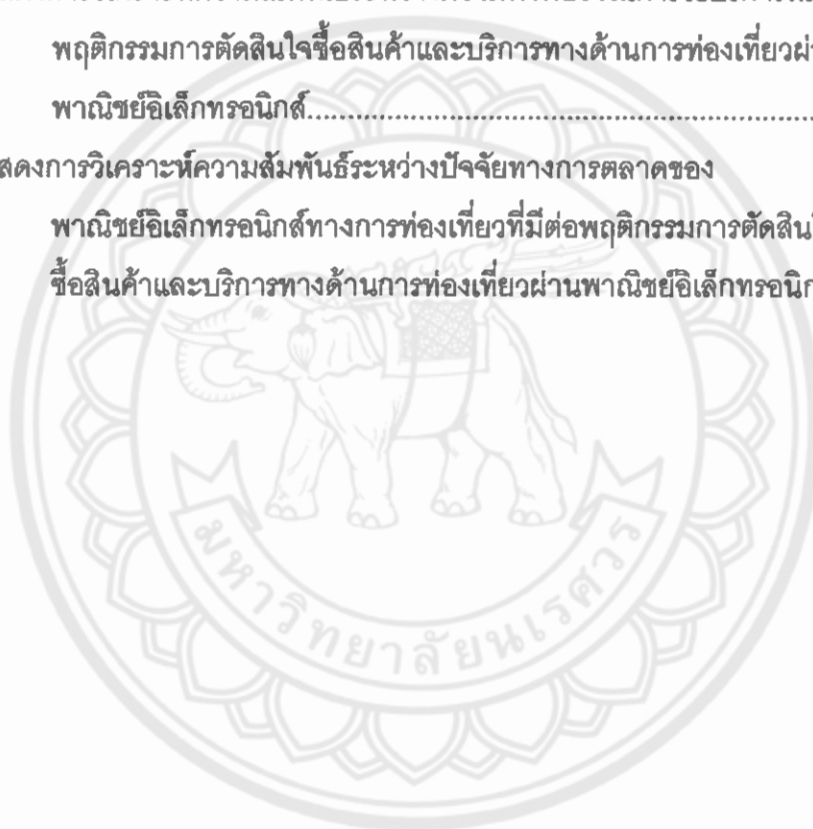 พฤติกรรมการตัดสินใจซื้อสินค้าและบริการทางด้านการท่องเที่ยวผ่
พาณิชย์อิเล็กทรอนิกส์............................................................
สดงการวิเคราะห์ความสัมพันธ์ระหว่างปัจจัยทางการตลาดของ
พาณิชย์อิเล็กทรอนิกส์ทางการท่องเที่ยวที่มีต่อพฤติกรรมการตัดสิน
ซื้อสินค้าและบริการทางด้านการท่องเที่ยวผ่านพาณิชย์อิเล็กทรอนิก
มหาวิทยาลัยนเรศวร